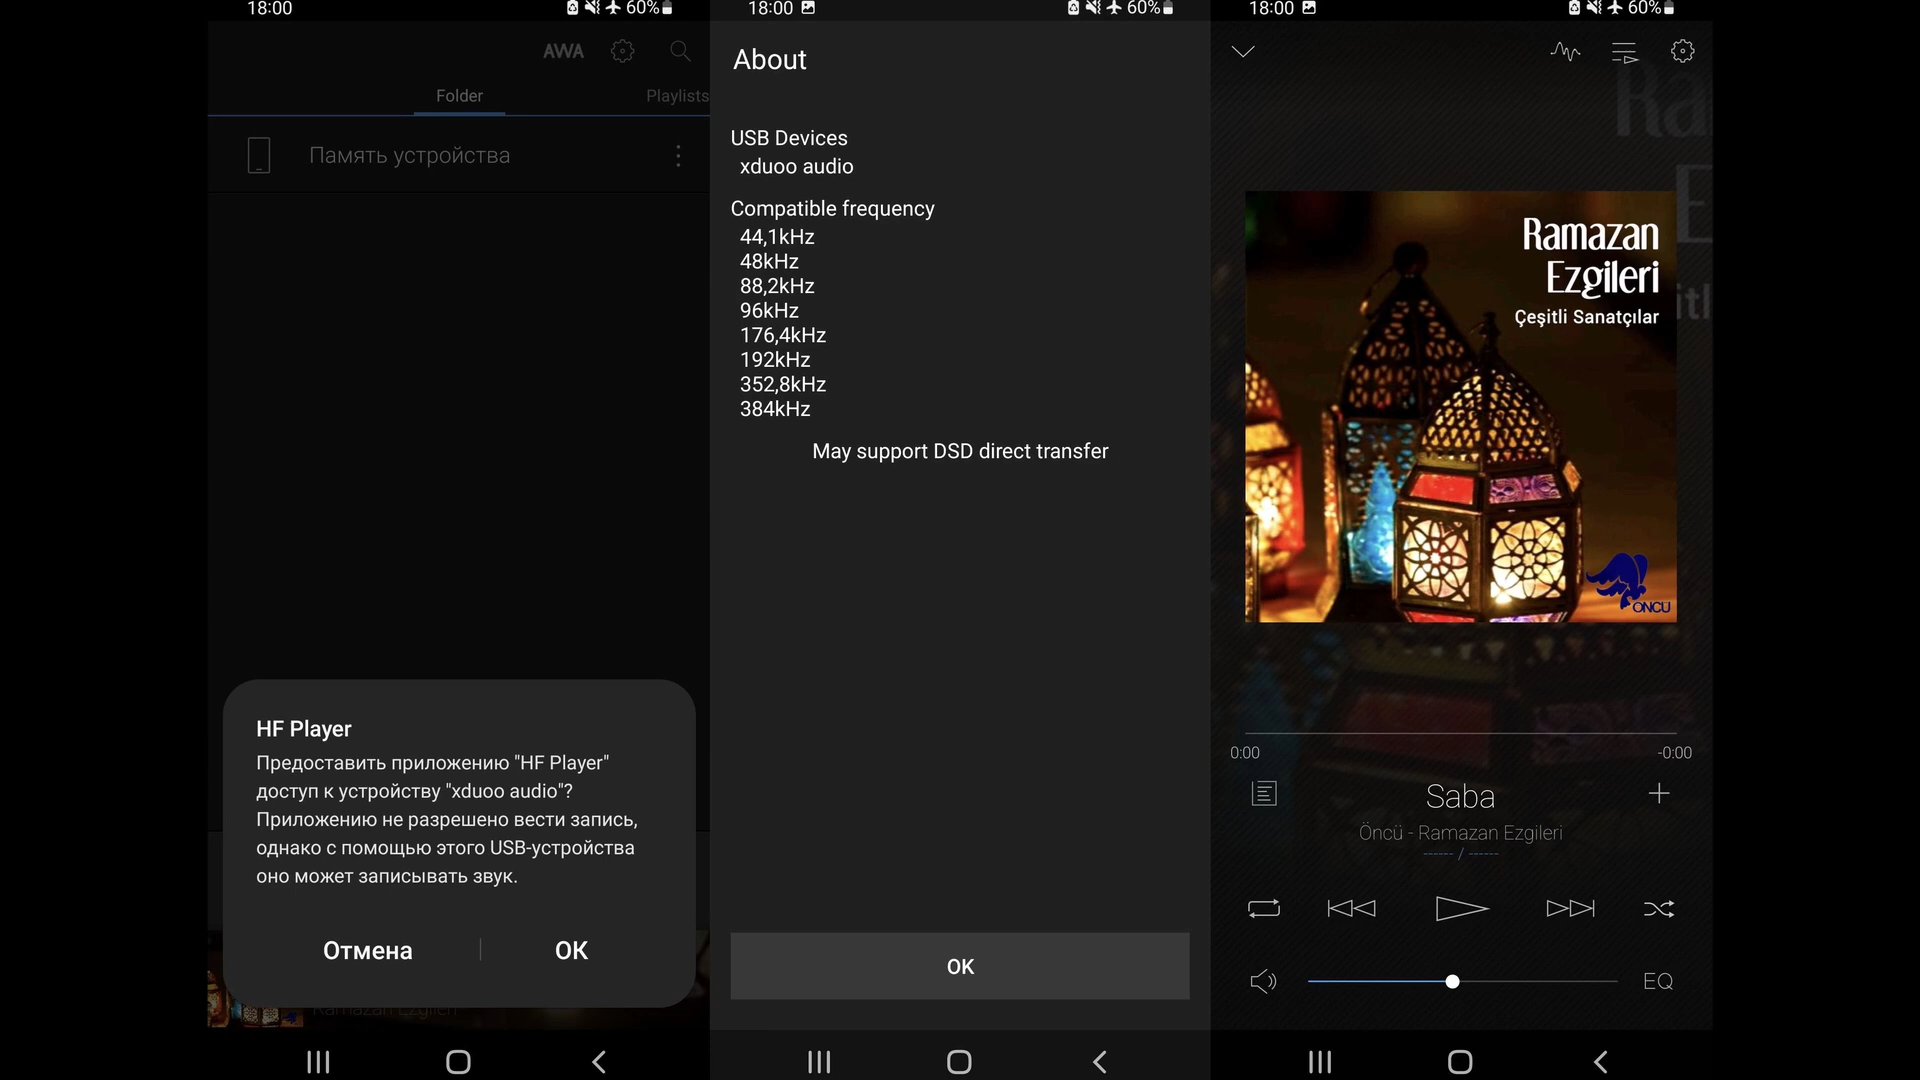 18:00
60%
AWA
Folder
Playlists
Память устройства
HF Player
Предоставить приложению "HF Player"
доступ к устройству "xduoo audio"?
Приложению не разрешено вести запись,
однако с помощью этого USB-устройства
оно может записывать звук.
Отмена
ОК
Ramazan Ezgileri
18:00
60%
About
USB Devices
xduoo audio
Compatible frequency
44,1kHz
48kHz
88,2kHz
96kHz
176,4kHz
192kHz
352,8kHz
384kHz
May support DSD direct transfer
OK
18:00
60%
Ramazan
Ezgileri
Çeşitli Sanatçılar
ÖNCÜ
0:00
-0:00
Saba
Öncü - Ramazan Ezgileri
------ / ------
EQ